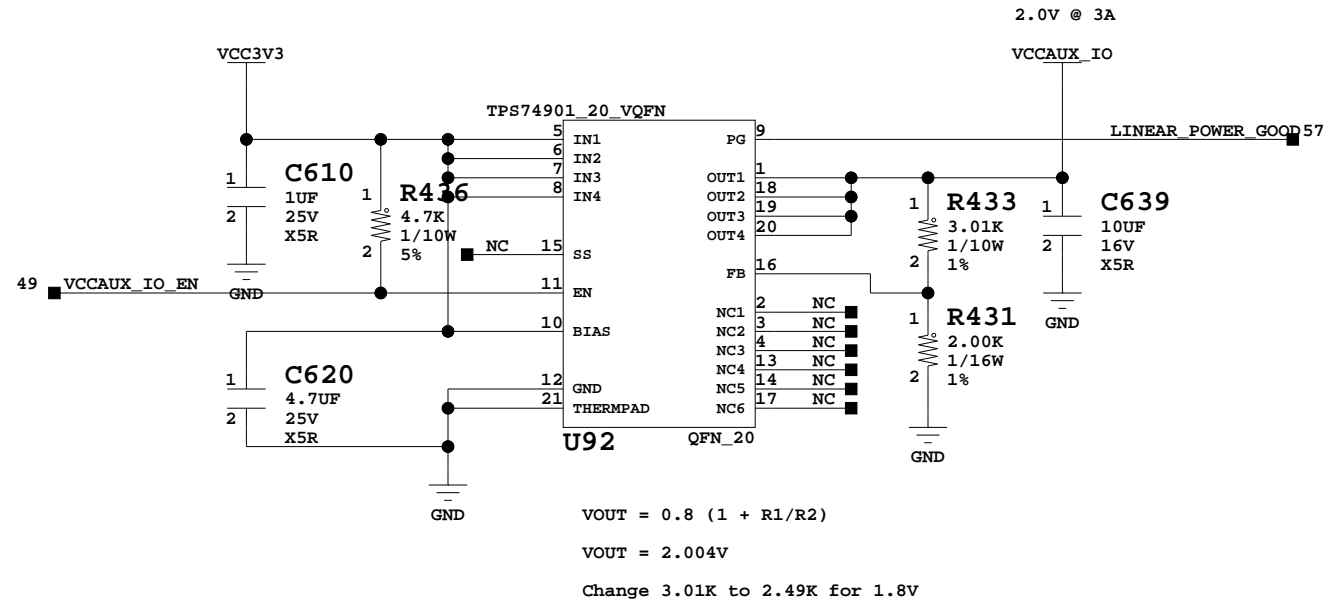 2.0V @ 3A
VCC3V3
VCCAUX_IO
TPS74901_20_VQFN
5 IN1
6 IN2
7 IN3
8 IN4
NC 15 SS
11 EN
10 BIAS
12 GND
21 THERMPAD
PG 9
LINEAR_POWER_GOOD 57
OUT1 1
OUT2 18
OUT3 19
OUT4 20
FB 16
NC1 2 NC
NC2 3 NC
NC3 4 NC
NC4 13 NC
NC5 14 NC
NC6 17 NC
U92
QFN_20
1
2
C610
1UF
25V
X5R
GND
1
2
R436
4.7K
1/10W
5%
49 VCCAUX_IO_EN
1
2
C620
4.7UF
25V
X5R
GND
1
2
R433
3.01K
1/10W
1%
1
2
C639
10UF
16V
X5R
GND
1
2
R431
2.00K
1/16W
1%
GND
VOUT = 0.8 (1 + R1/R2)
VOUT = 2.004V
Change 3.01K to 2.49K for 1.8V